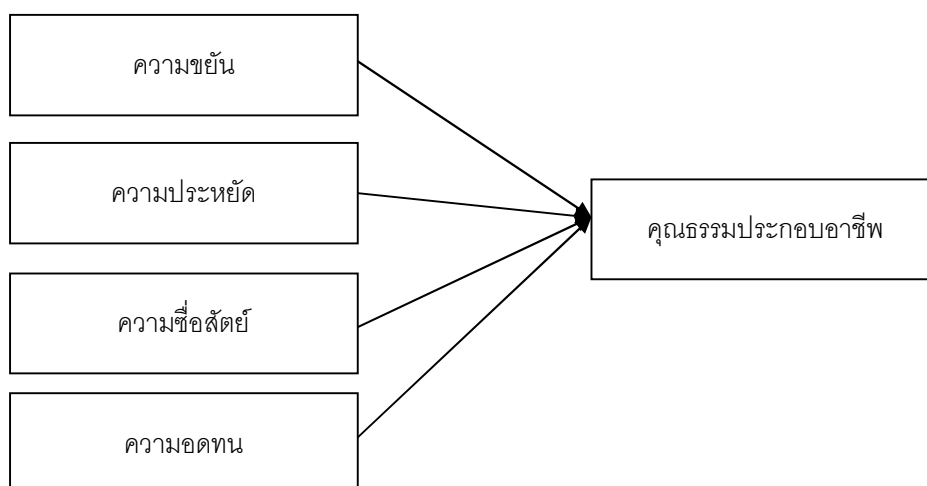 ความขยัน
ความประหยัด
คุณธรรมประกอบอาชีพ
ความซื่อสัตย์
ความอดทน